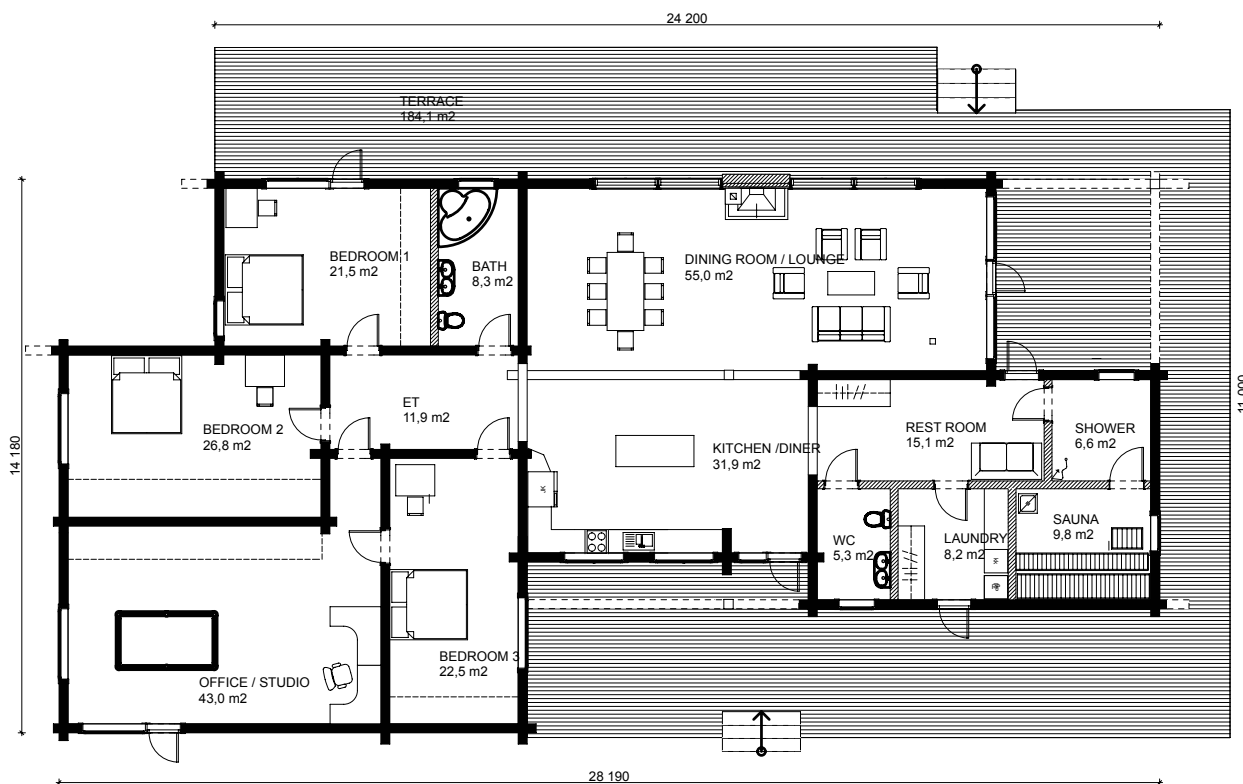 24 200
TERRACE
184,1 m2
BEDROOM 1
21,5 m2
BATH
8,3 m2
DINING ROOM / LOUNGE
55,0 m2
ET
11,9 m2
BEDROOM 2
26,8 m2
KITCHEN /DINER
31,9 m2
REST ROOM
15,1 m2
SHOWER
6,6 m2
11 000
14 180
JK
WC
5,3 m2
LAUNDRY
8,2 m2
SAUNA
9,8 m2
BEDROOM 3
22,5 m2
OFFICE / STUDIO
43,0 m2
28 190